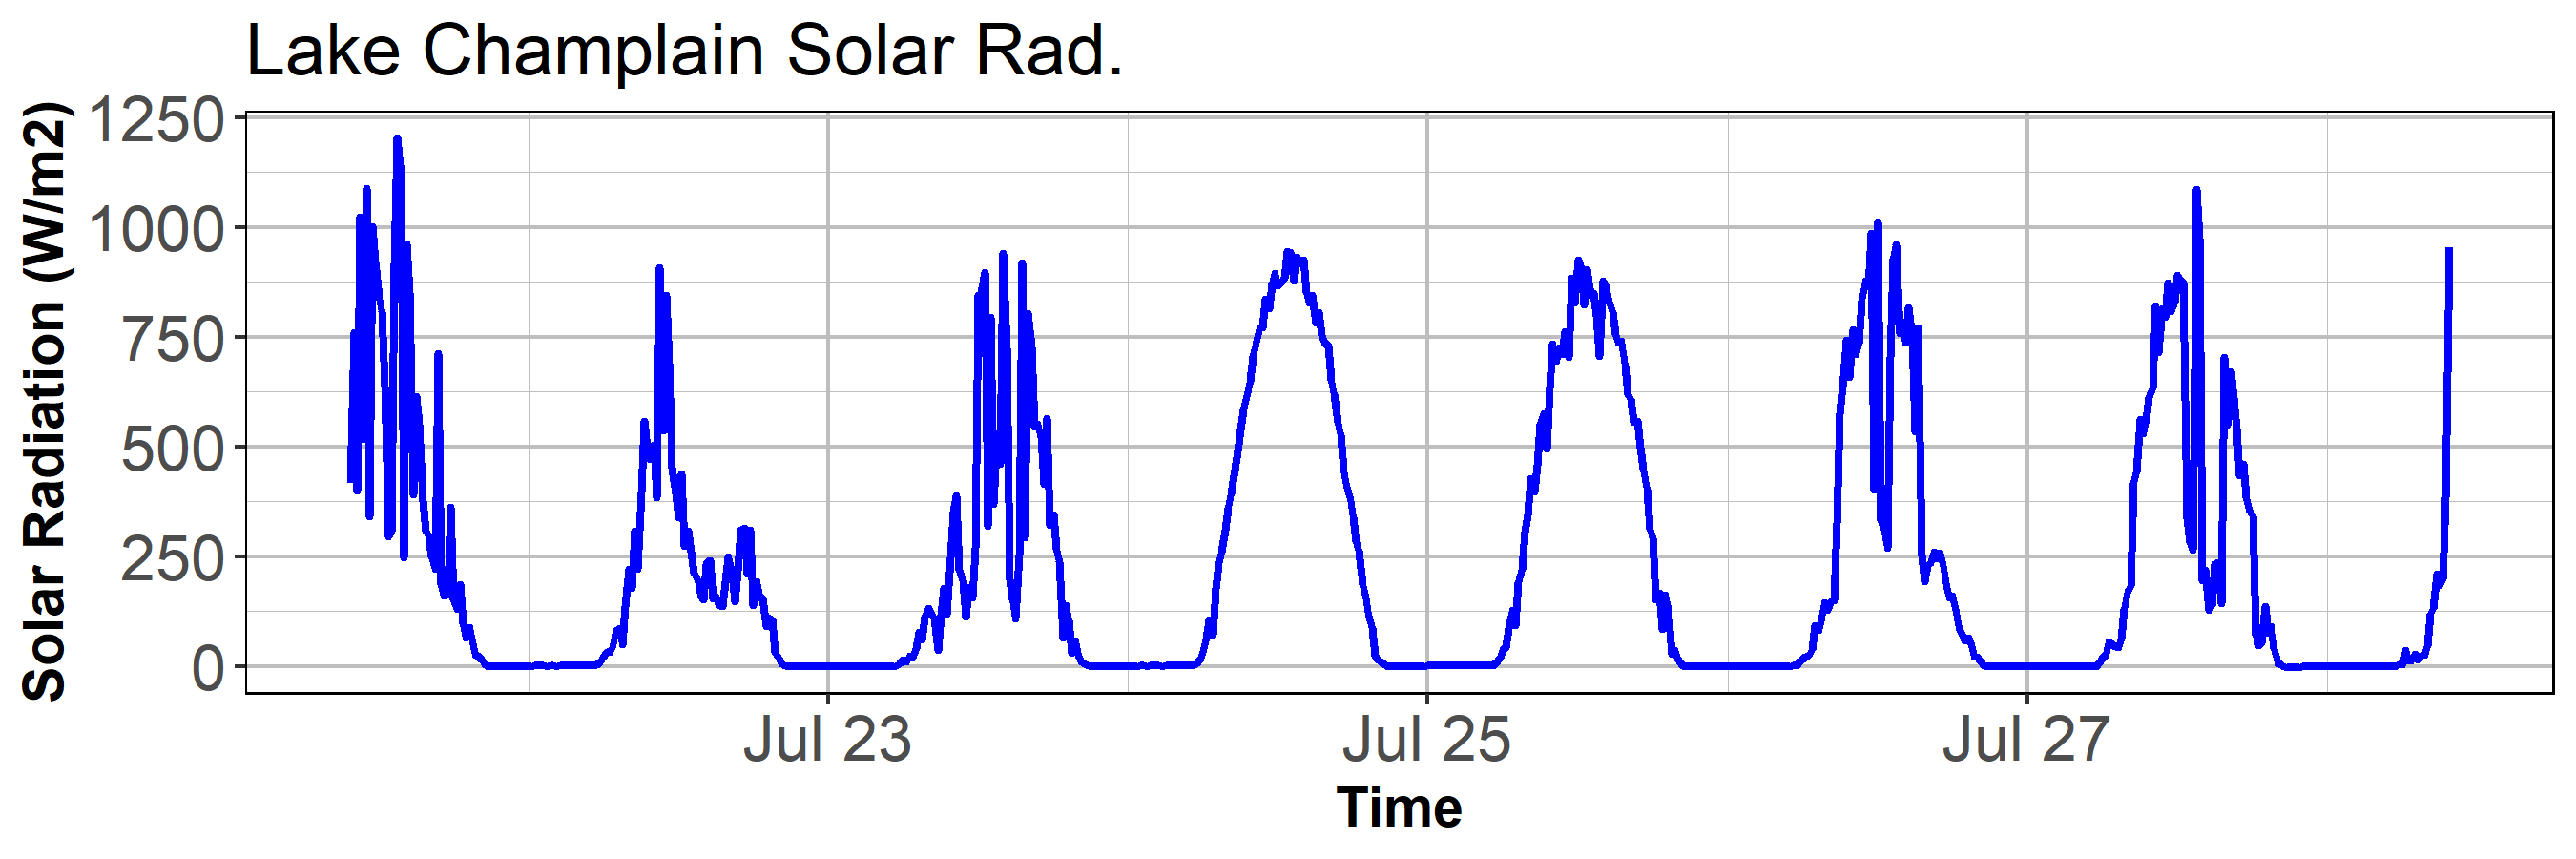 Lake Champlain Solar Rad.
Solar Radiation (W/m2)
1250
1000
750
500
250
0
Jul 23 Jul 25 Jul 27
Time